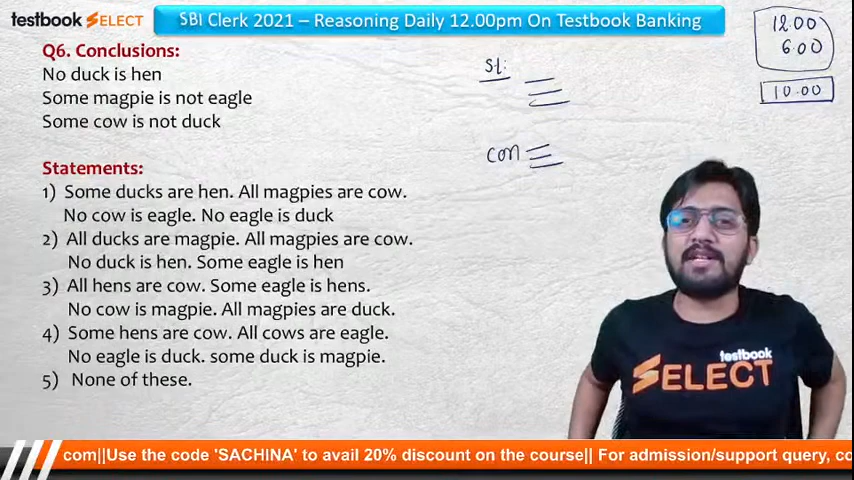 testbook SELECT
SBI Clerk 2021 – Reasoning Daily 12.00pm On Testbook Banking
12.00
6.00
10.00
Q6. Conclusions:
No duck is hen
Some magpie is not eagle
Some cow is not duck
St:
con
Statements:
1) Some ducks are hen. All magpies are cow.
No cow is eagle. No eagle is duck
2) All ducks are magpie. All magpies are cow.
No duck is hen. Some eagle is hen
3) All hens are cow. Some eagle is hens.
No cow is magpie. All magpies are duck.
4) Some hens are cow. All cows are eagle.
No eagle is duck. some duck is magpie.
5) None of these.
testbook
SELECT
com||Use the code 'SACHINA' to avail 20% discount on the course|| For admission/support query, co